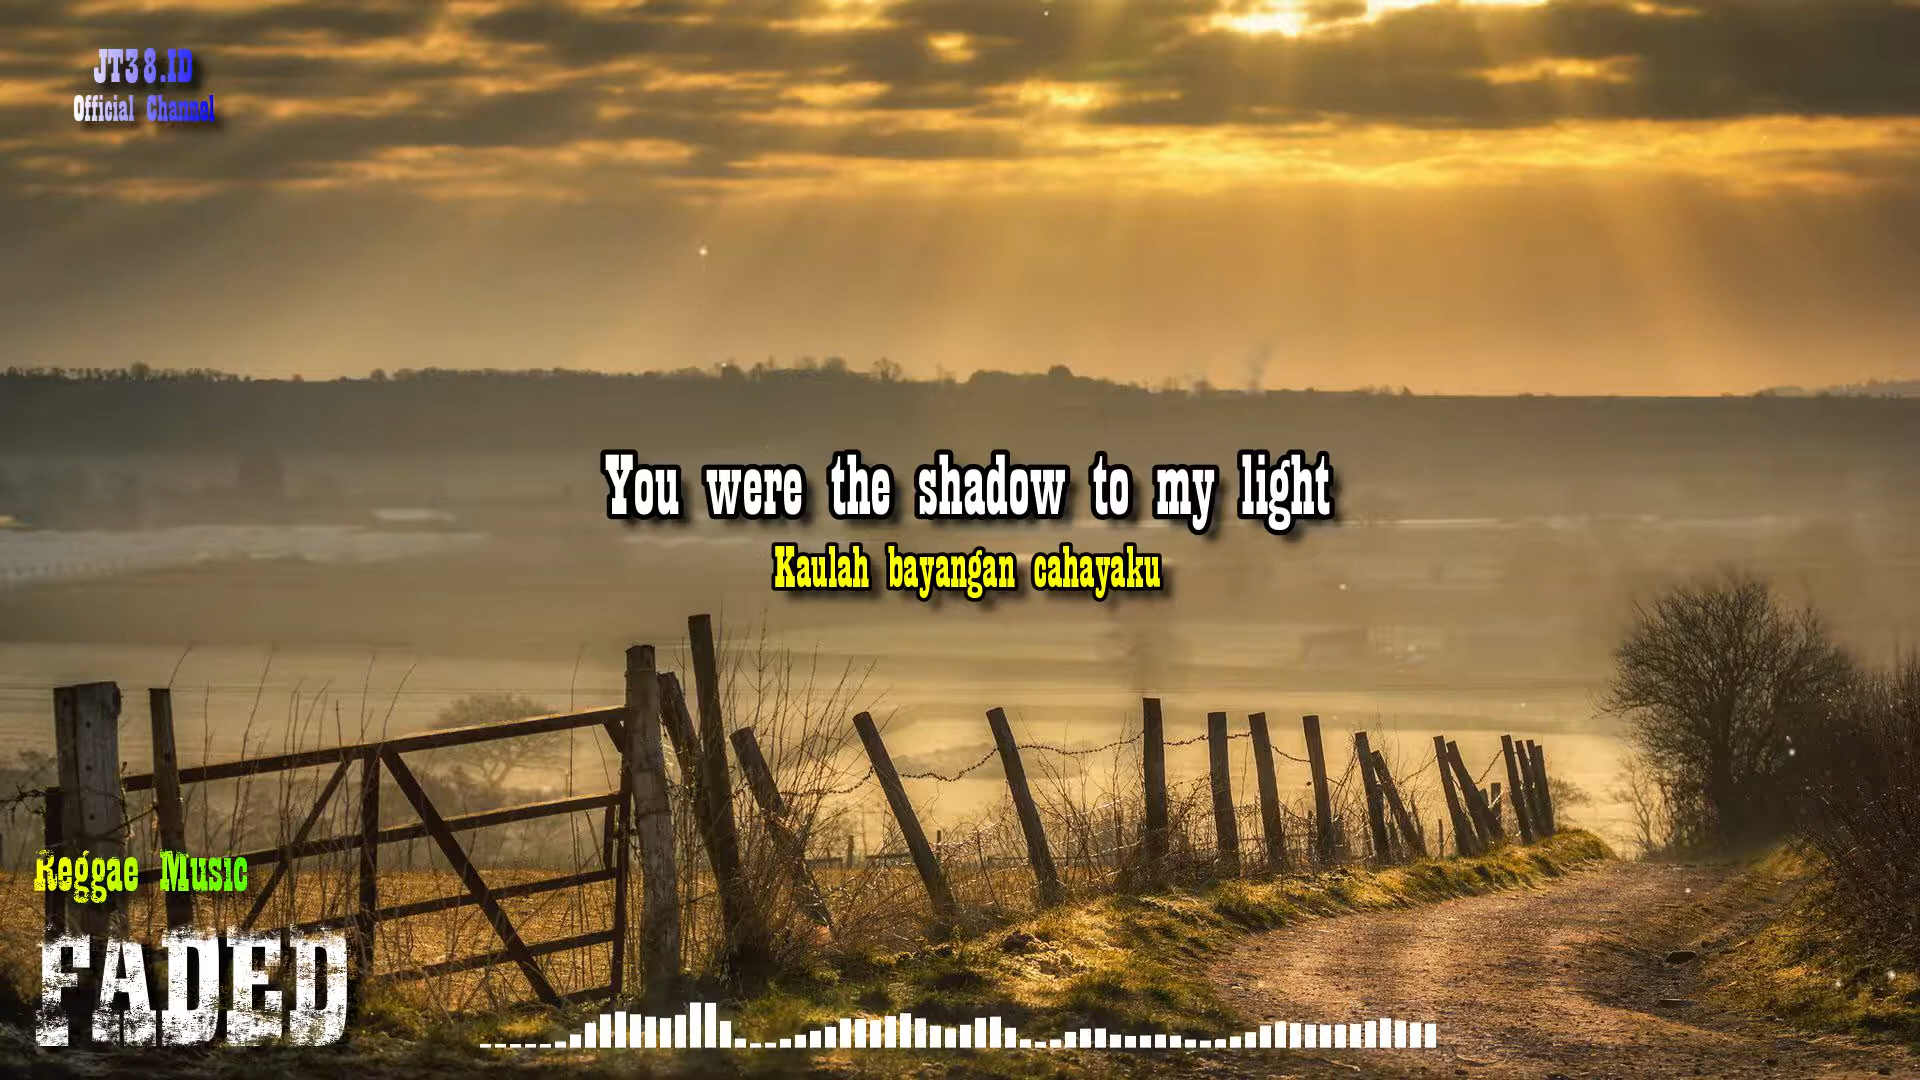 JT38.ID
Official Channel
You were the shadow to my light
Kaulah bayangan cahayaku
Reggae Music
FADED